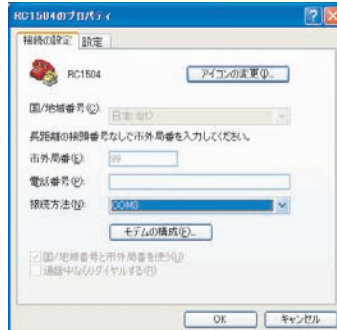 RC1504のプロパティ
接続の設定 設定
RC1504
アイコンの変更(I)...
国/地域番号(C):
日本 (81)
長距離の接頭番号なしで市外局番を入力してください。
市外局番(E):
99
電話番号(P):
接続方法(N):
COM3
モデムの構成(F)...
国/地域番号と市外局番を使う(U)
通話中ならリダイヤルする(R)
OK キャンセル